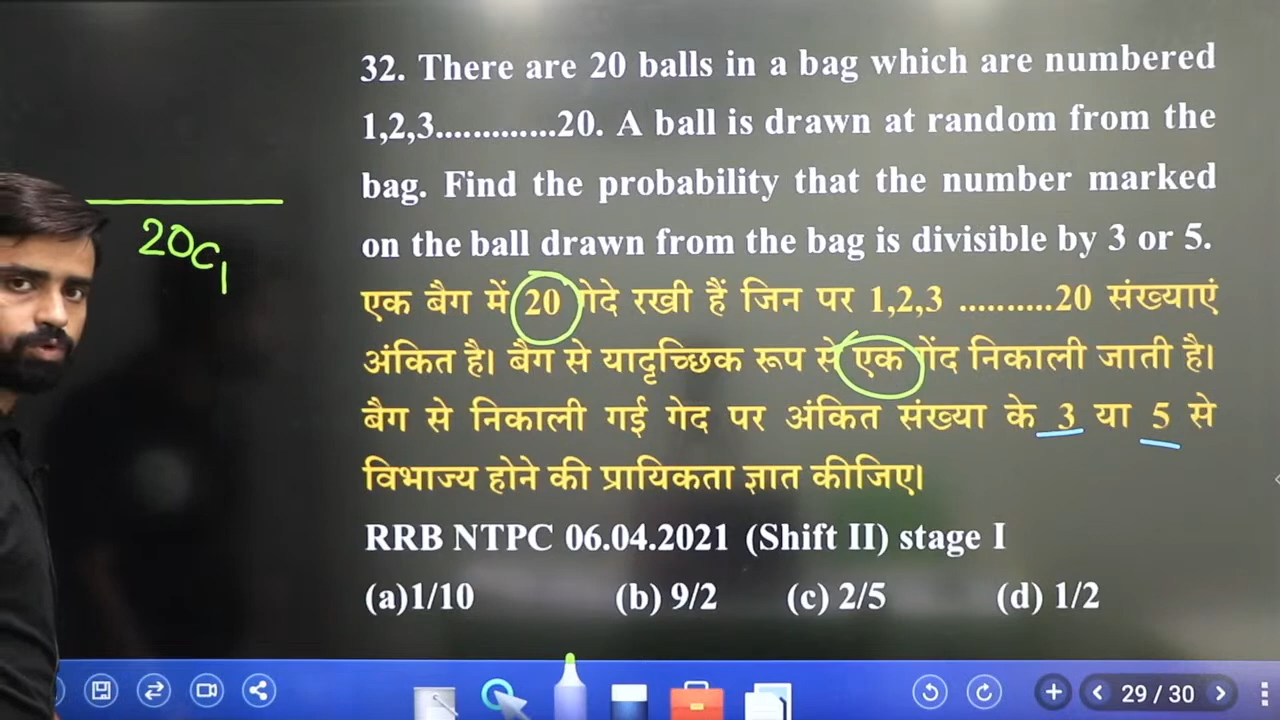 32. There are 20 balls in a bag which are numbered
1,2,3.............20. A ball is drawn at random from the
bag. Find the probability that the number marked
on the ball drawn from the bag is divisible by 3 or 5.
एक बैग में 20 गेदे रखी हैं जिन पर 1,2,3 ..........20 संख्याएं
अंकित है। बैग से यादृच्छिक रूप से एक गेंद निकाली जाती है।
बैग से निकाली गई गेद पर अंकित संख्या के 3 या 5 से
विभाज्य होने की प्रायिकता ज्ञात कीजिए।
RRB NTPC 06.04.2021 (Shift II) stage I
(a)1/10 (b) 9/2 (c) 2/5 (d) 1/2
20C1
29 / 30